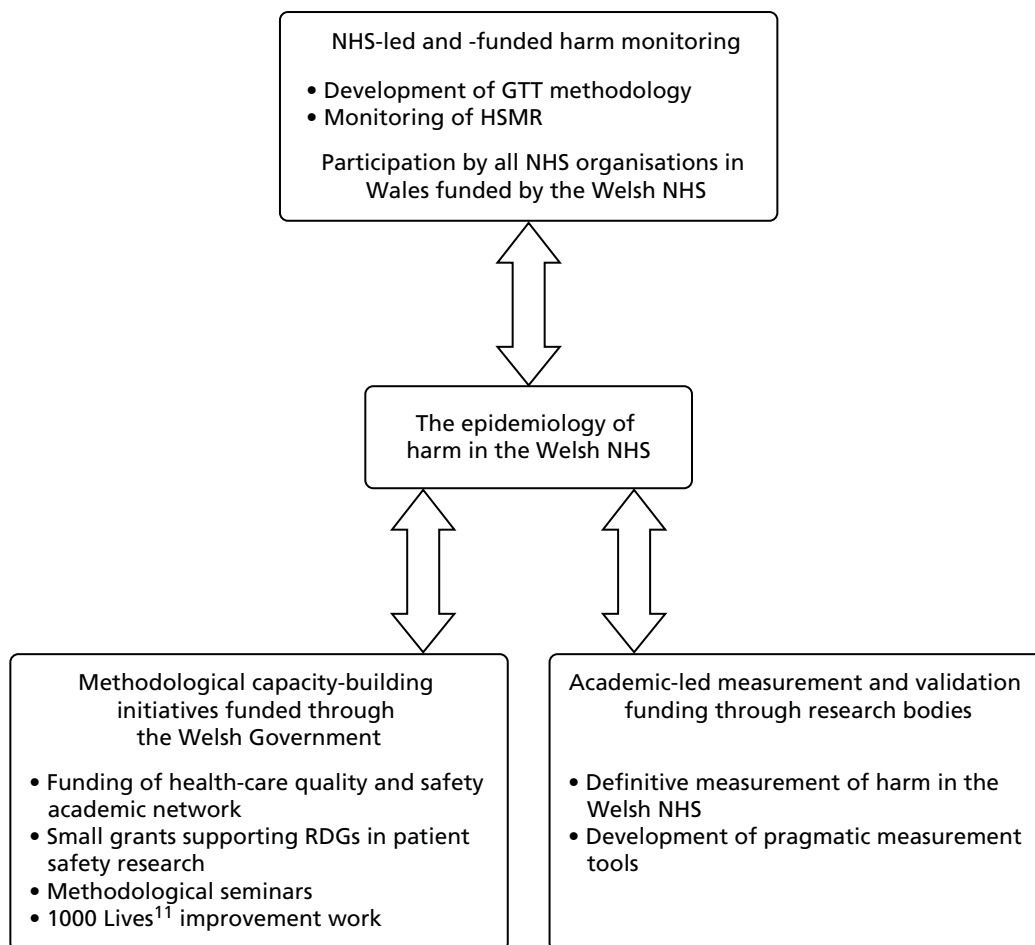 NHS-led and -funded harm monitoring
• Development of GTT methodology
• Monitoring of HSMR
Participation by all NHS organisations in
Wales funded by the Welsh NHS
The epidemiology of
harm in the Welsh NHS
Methodological capacity-building
initiatives funded through
the Welsh Government
• Funding of health-care quality and safety
academic network
• Small grants supporting RDGs in patient
safety research
• Methodological seminars
• 1000 Lives¹¹ improvement work
Academic-led measurement and validation
funding through research bodies
• Definitive measurement of harm in the
Welsh NHS
• Development of pragmatic measurement
tools